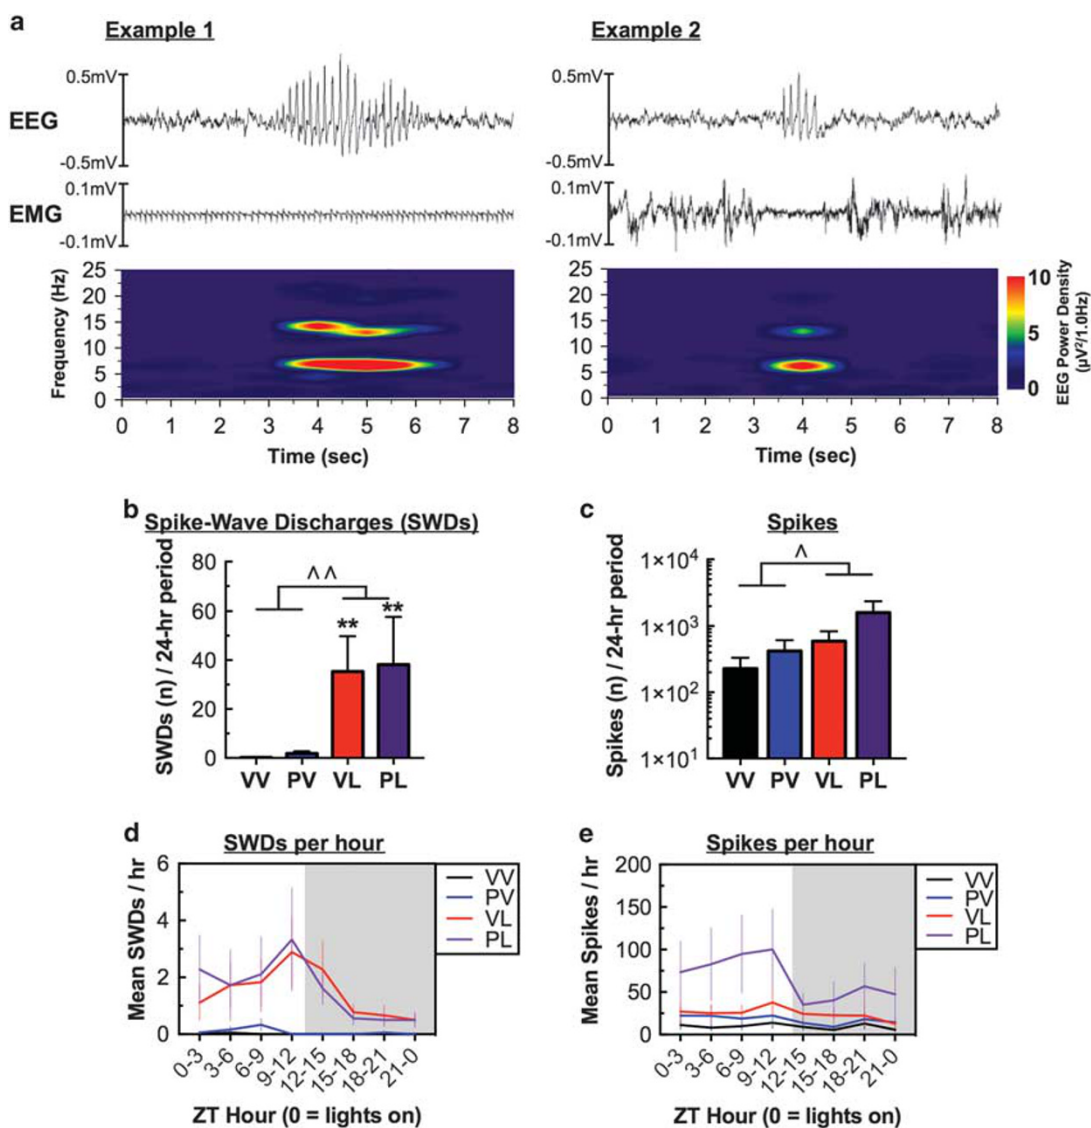 a
Example 1
Example 2
0.5mV
EEG
-0.5mV
0.1mV
EMG
-0.1mV
0.5mV
-0.5mV
0.1mV
-0.1mV
Frequency (Hz)
25
20
15
10
5
0
0 1 2 3 4 5 6 7 8
Time (sec)
25
20
15
10
5
0
0 1 2 3 4 5 6 7 8
Time (sec)
10
5
0
EEG Power Density
(µV²/1.0Hz)
b
Spike-Wave Discharges (SWDs)
SWDs (n) / 24-hr period
80
60
40
20
0
^^
**
**
VV PV VL PL
c
Spikes
Spikes (n) / 24-hr period
1×10⁴
1×10³
1×10²
1×10¹
^
VV PV VL PL
d
SWDs per hour
Mean SWDs / hr
6
4
2
0
VV
PV
VL
PL
0-3 3-6 6-9 9-12 12-15 15-18 18-21 21-0
ZT Hour (0 = lights on)
e
Spikes per hour
Mean Spikes / hr
200
150
100
50
25
0
VV
PV
VL
PL
0-3 3-6 6-9 9-12 12-15 15-18 18-21 21-0
ZT Hour (0 = lights on)